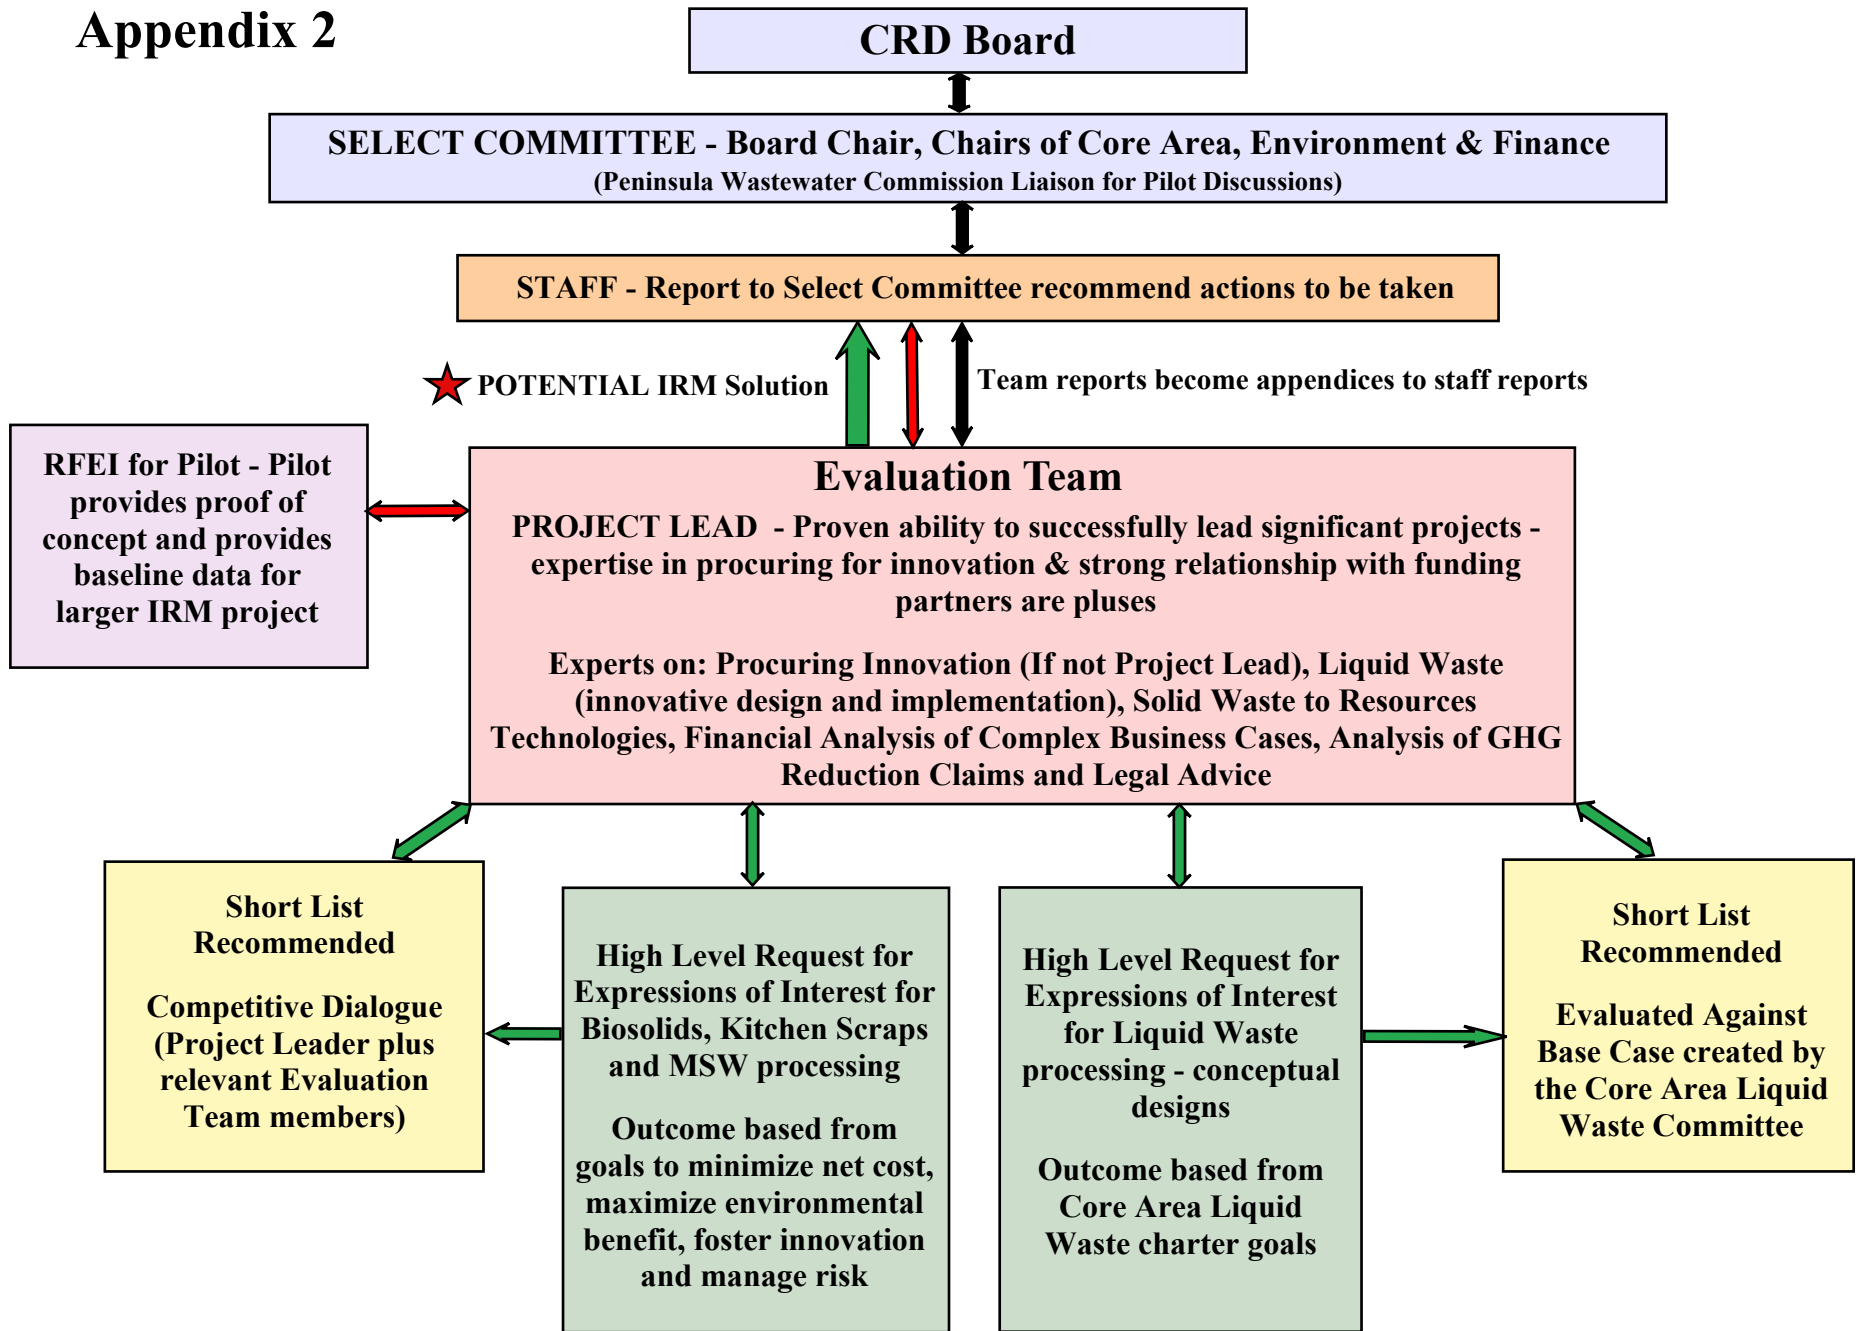 Appendix 2
CRD Board
SELECT COMMITTEE - Board Chair, Chairs of Core Area, Environment & Finance
(Peninsula Wastewater Commission Liaison for Pilot Discussions)
STAFF - Report to Select Committee recommend actions to be taken
POTENTIAL IRM Solution
Team reports become appendices to staff reports
RFEI for Pilot - Pilot
provides proof of
concept and provides
baseline data for
larger IRM project
Evaluation Team
PROJECT LEAD - Proven ability to successfully lead significant projects -
expertise in procuring for innovation & strong relationship with funding
partners are pluses
Experts on: Procuring Innovation (If not Project Lead), Liquid Waste
(innovative design and implementation), Solid Waste to Resources
Technologies, Financial Analysis of Complex Business Cases, Analysis of GHG
Reduction Claims and Legal Advice
Short List
Recommended
Competitive Dialogue
(Project Leader plus
relevant Evaluation
Team members)
High Level Request for
Expressions of Interest for
Biosolids, Kitchen Scraps
and MSW processing
Outcome based from
goals to minimize net cost,
maximize environmental
benefit, foster innovation
and manage risk
High Level Request for
Expressions of Interest
for Liquid Waste
processing - conceptual
designs
Outcome based from
Core Area Liquid
Waste charter goals
Short List
Recommended
Evaluated Against
Base Case created by
the Core Area Liquid
Waste Committee